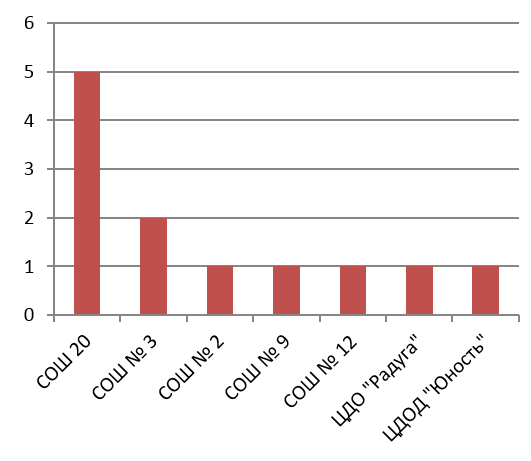 6
5
4
3
2
1
0
СОШ 20
СОШ № 3
СОШ № 2
СОШ № 9
СОШ № 12
ЦДО "Радуга"
ЦДОД "Юность"